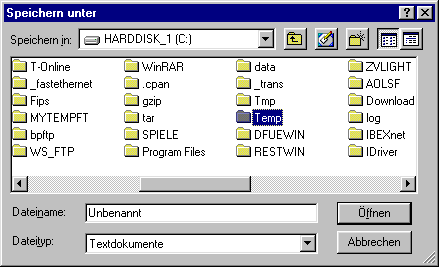 Speichern unter
Speichern in: HARDDISK_1 (C:)
T-Online WinRAR data ZVLIGHT
_fastethernet .cpan _trans AOLSF
Fips gzip Tmp Download
MYTEMPFT tar Temp log
bpftp SPIELE DFUEWIN IBEXnet
WS_FTP Program Files RESTWIN IDriver
Dateiname: Unbenannt Öffnen
Dateityp: Textdokumente Abbrechen